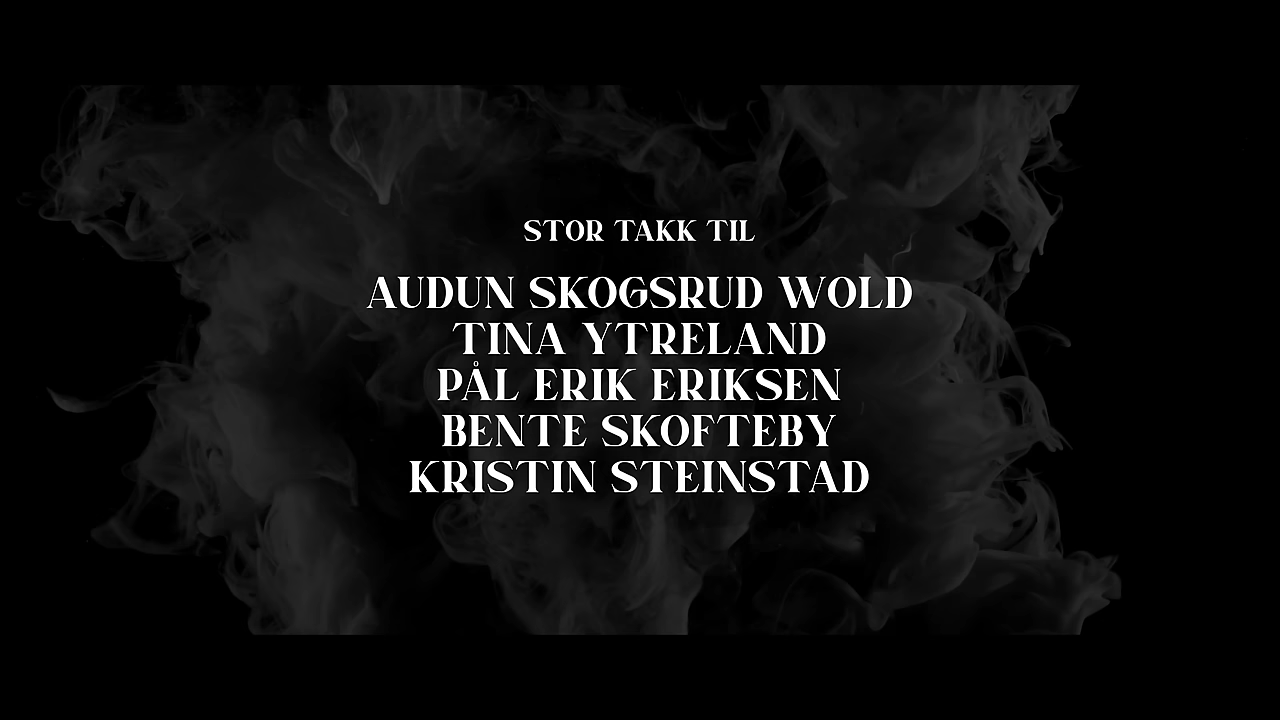 STOR TAKK TIL
AUDUN SKOGSRUD WOLD
TINA YTRELAND
PÅL ERIK ERIKSEN
BENTE SKOFTEBY
KRISTIN STEINSTAD